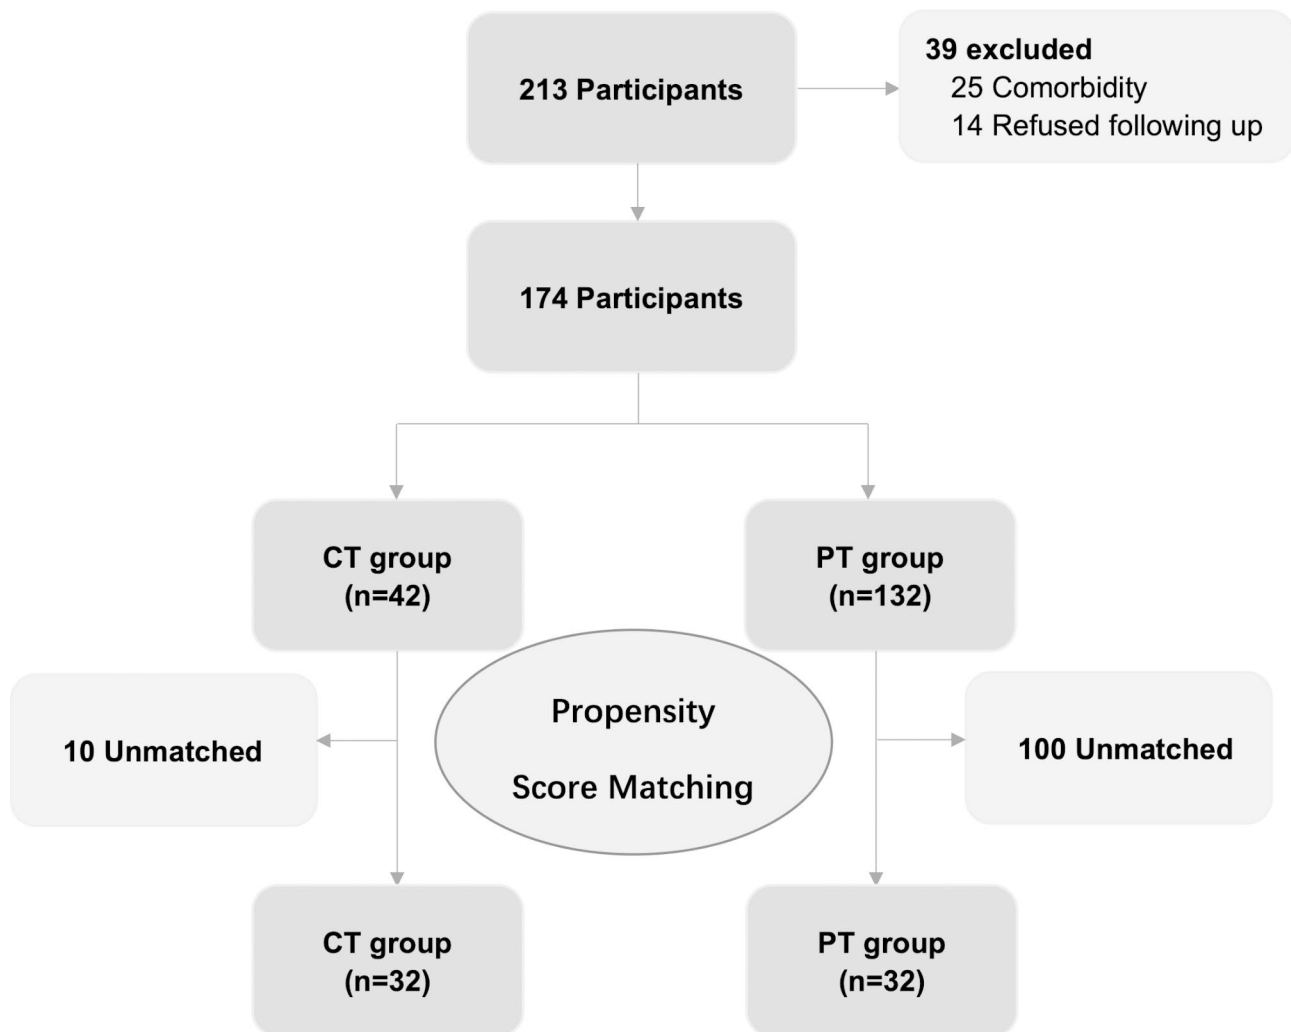 213 Participants
39 excluded
25 Comorbidity
14 Refused following up
174 Participants
CT group
(n=42)
PT group
(n=132)
10 Unmatched
Propensity
Score Matching
100 Unmatched
CT group
(n=32)
PT group
(n=32)